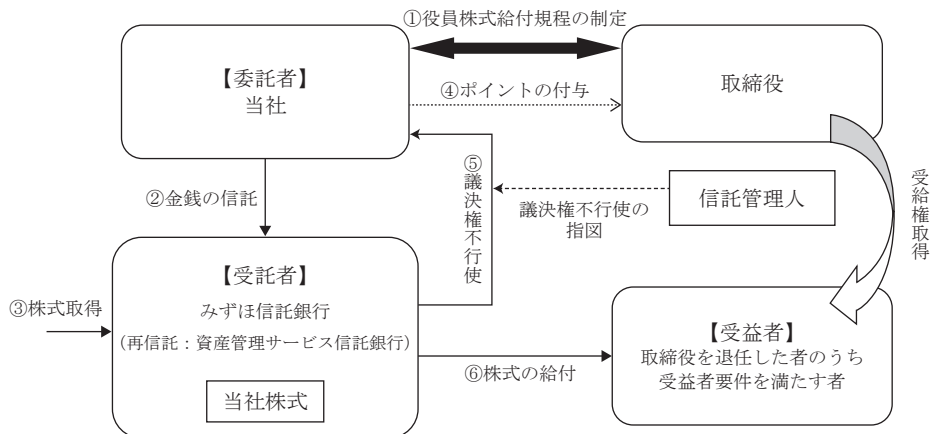 ①役員株式給付規程の制定
【委託者】
当社
④ポイントの付与
取締役
②金銭の信託
⑤議決権不行使
議決権不行使の
指図
信託管理人
受給権取得
③株式取得
【受託者】
みずほ信託銀行
(再信託：資産管理サービス信託銀行)
当社株式
⑥株式の給付
【受益者】
取締役を退任した者のうち
受益者要件を満たす者